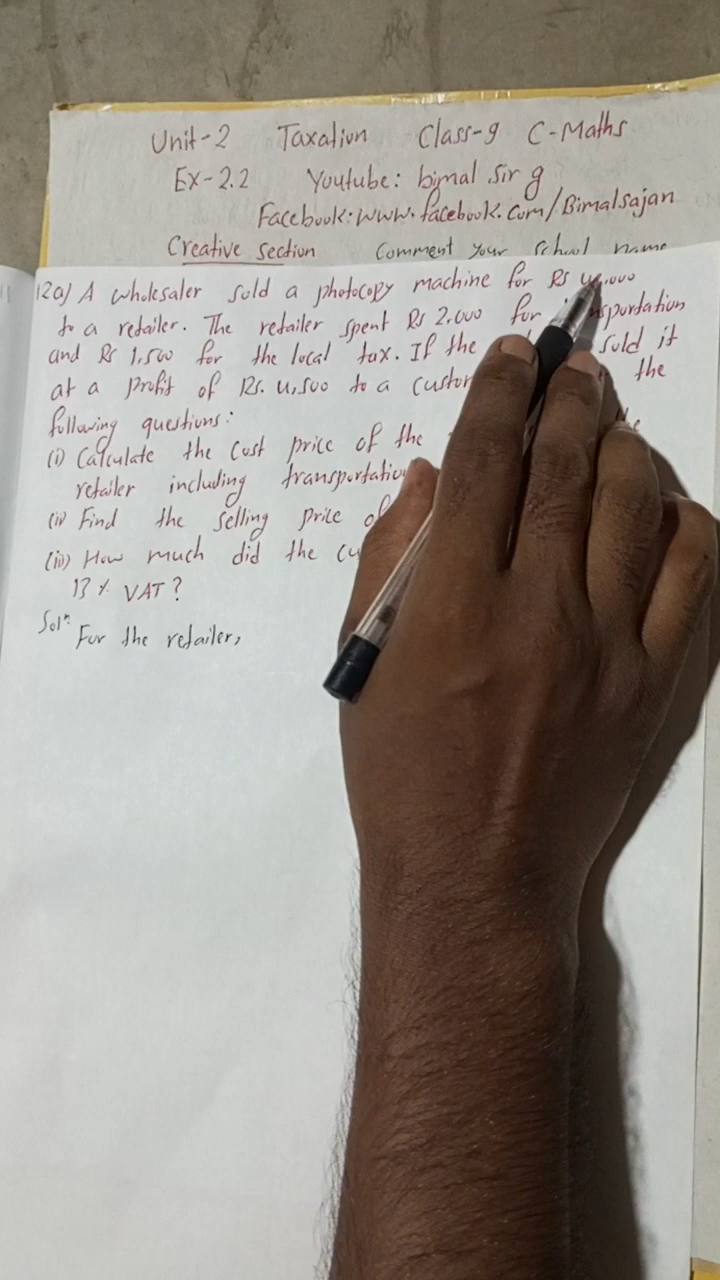 Unit-2 Taxation Class-9 C-Maths
Ex-2.2 Youtube: bimal sir g
Facebook: www.facebook.com/Bimalsajan
Creative section Comment your school name
12a) A wholesaler sold a photocopy machine for Rs
to a retailer. The retailer spent Rs 2,000 for
and Rs 1,500 for the local tax. If the sold it
at a profit of Rs. 4,500 to a the
following questions:
(i) Calculate the cost price of the
retailer including
(ii) Find the selling price of
(iii) How much did the
13% VAT?
Solⁿ For the retailer,